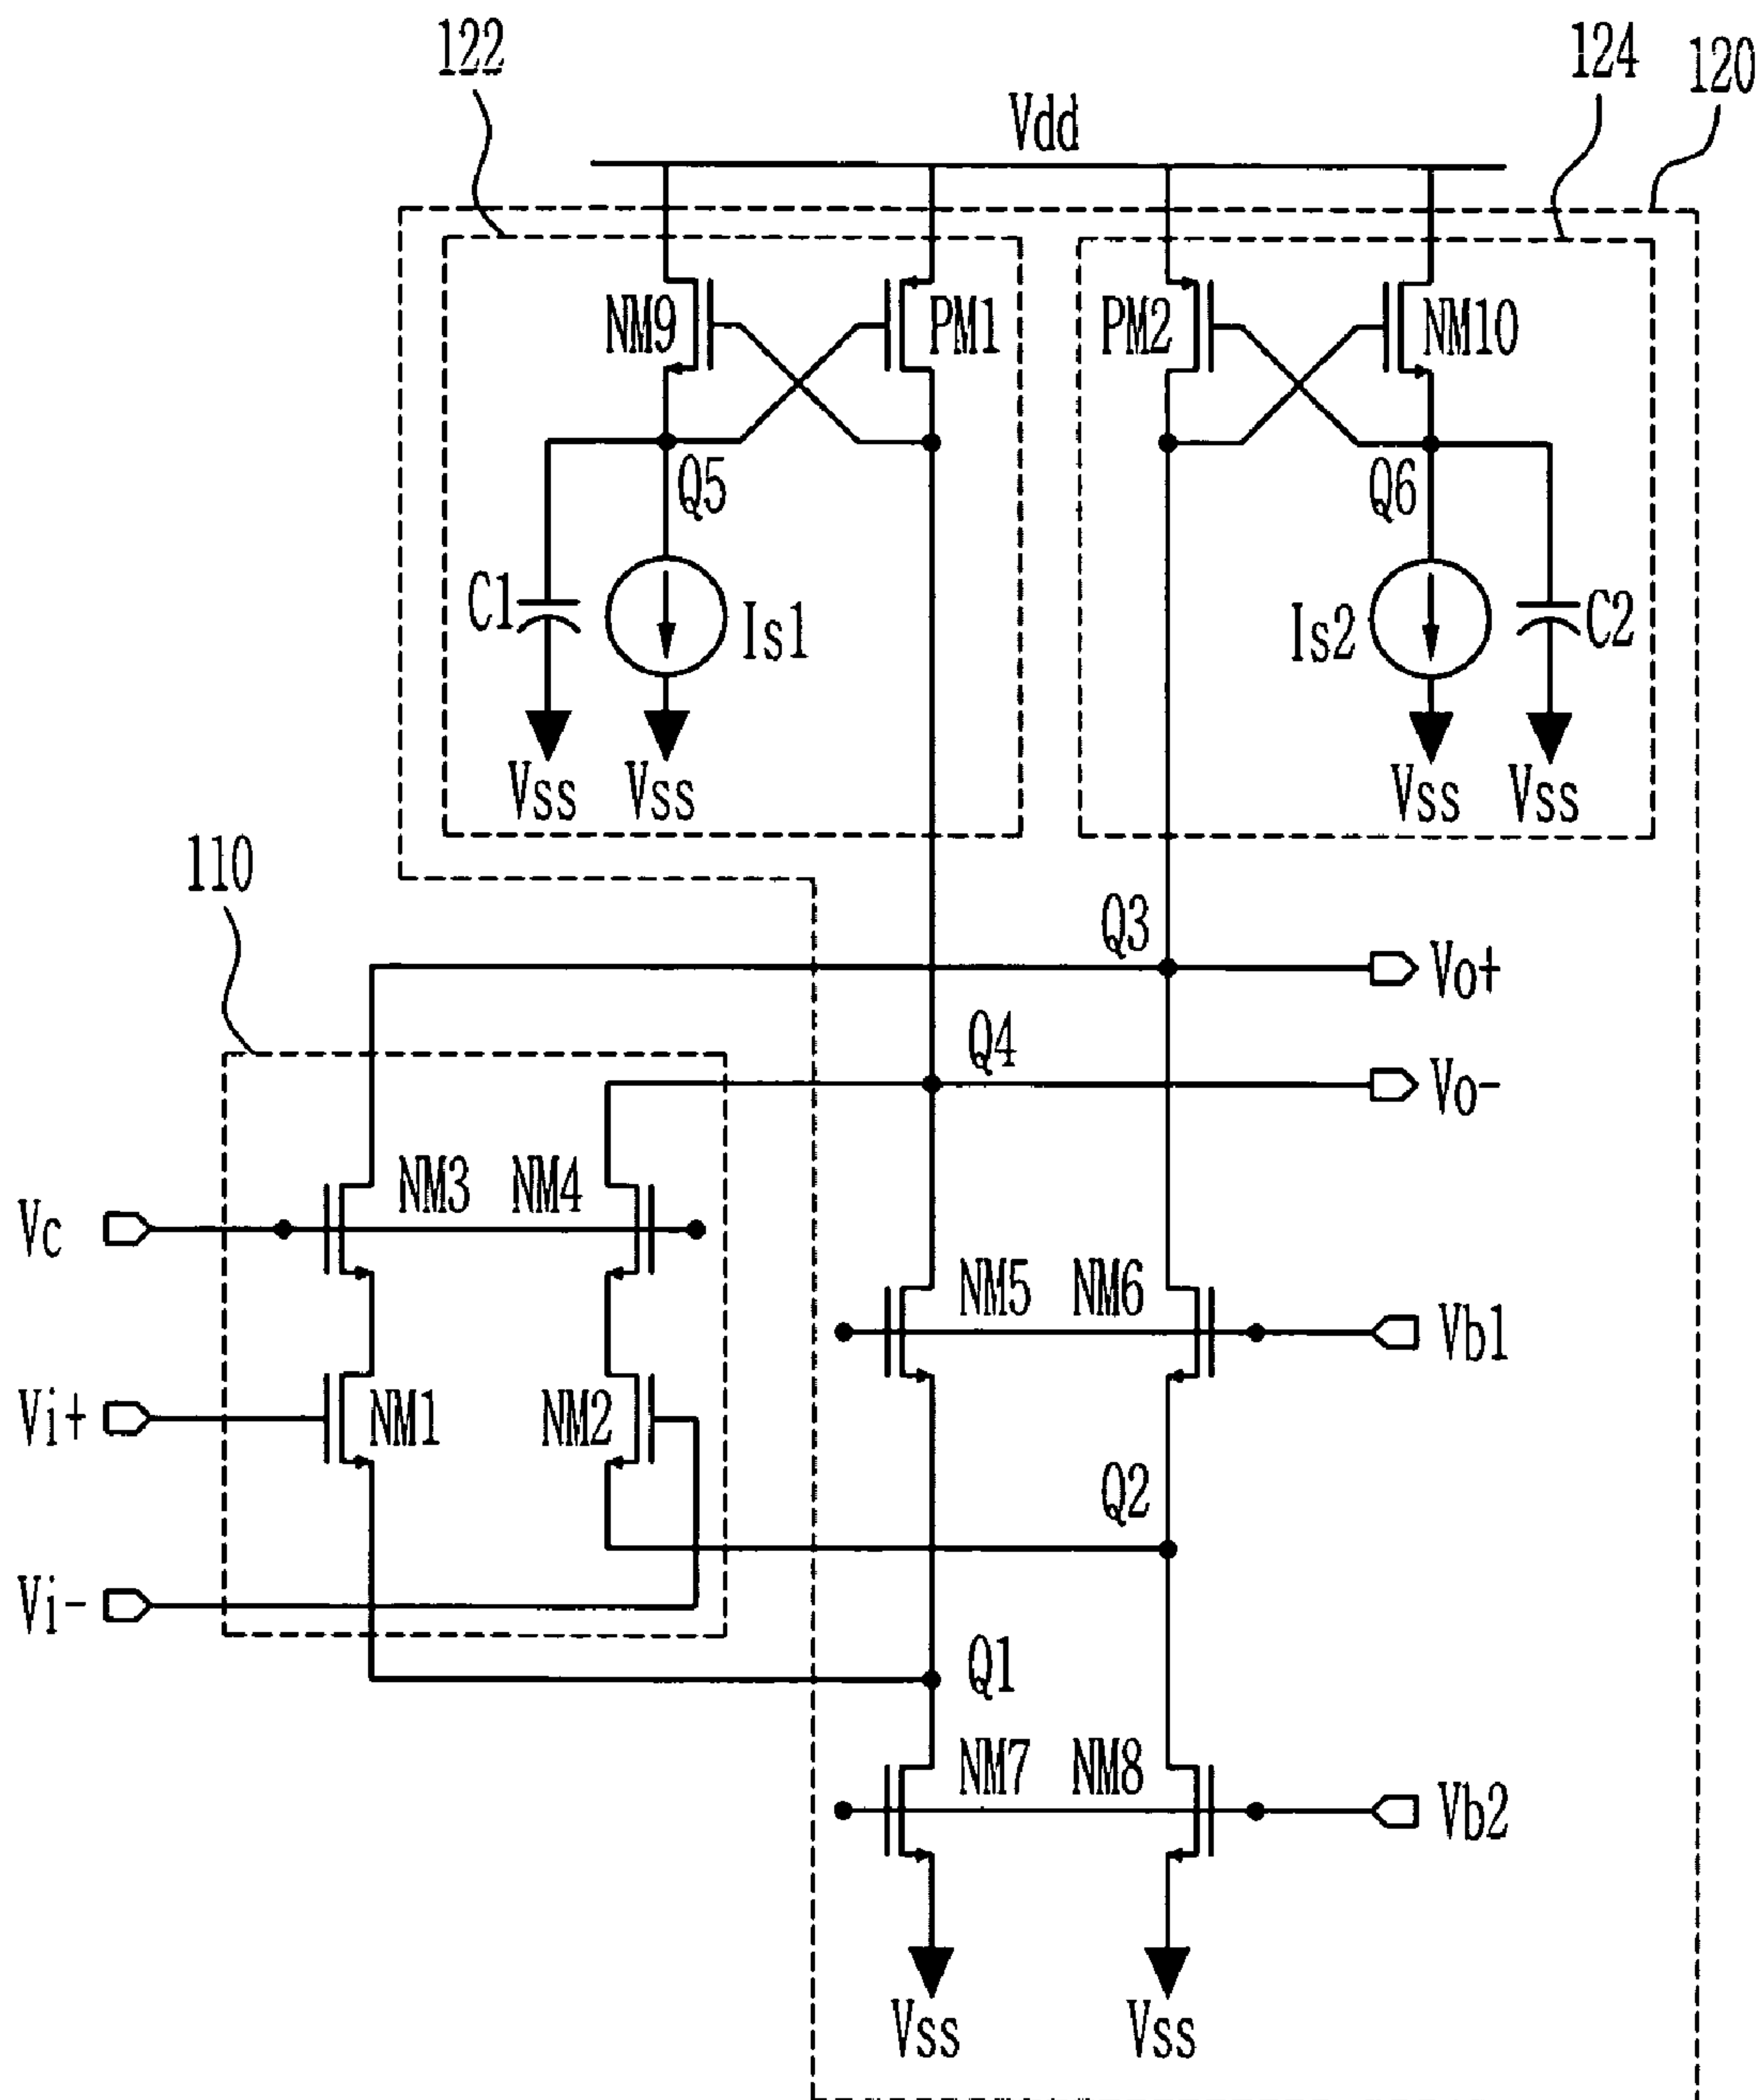 122
124
120
Vdd
NM9
PM1
PM2
NM10
Q5
Q6
C1
Is1
Is2
C2
Vss
Vss
Vss
Vss
110
Q3
Vo+
Q4
Vo-
NM3
NM4
Vc
NM5
NM6
Vb1
Vi+
NM1
NM2
Q2
Vi-
Q1
NM7
NM8
Vb2
Vss
Vss